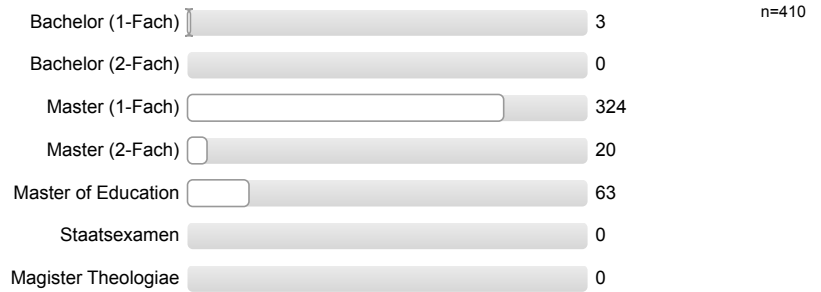 Bachelor (1-Fach) 3 n=410
Bachelor (2-Fach) 0
Master (1-Fach) 324
Master (2-Fach) 20
Master of Education 63
Staatsexamen 0
Magister Theologiae 0